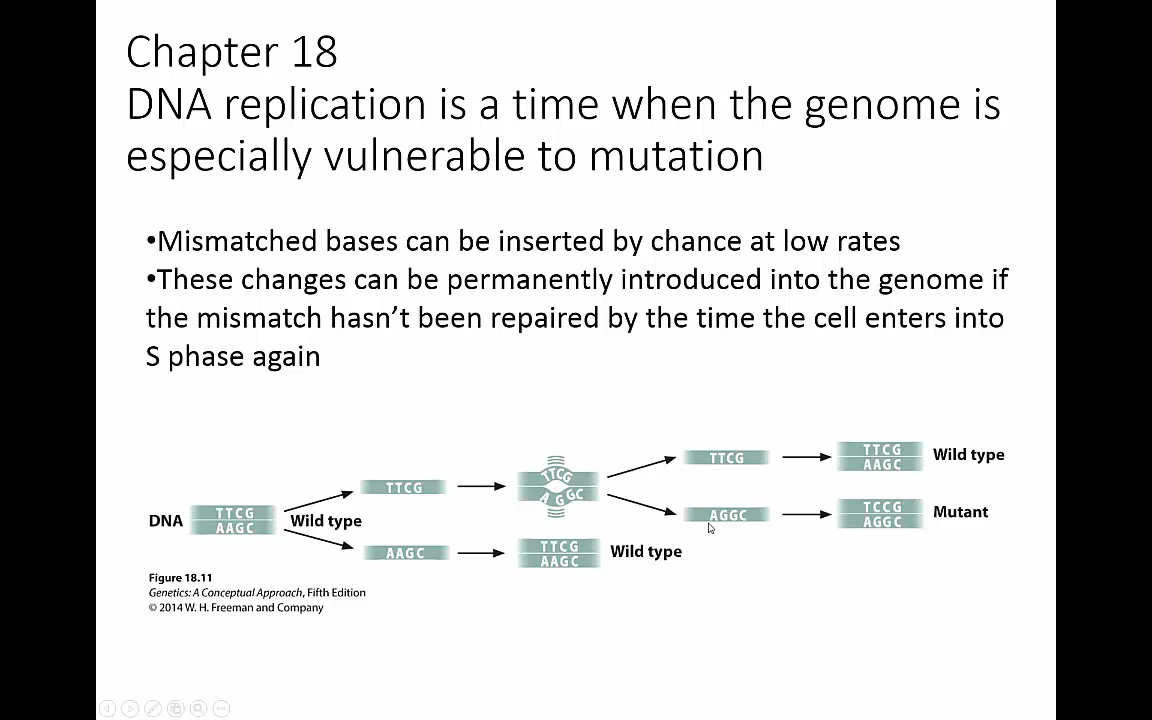 Chapter 18
DNA replication is a time when the genome is
especially vulnerable to mutation
•Mismatched bases can be inserted by chance at low rates
•These changes can be permanently introduced into the genome if
the mismatch hasn't been repaired by the time the cell enters into
S phase again
DNA
TTCG
AAGC
Wild type
TTCG
AAGC
TTCG
AGGC
TTCG
AAGC
Wild type
TTCG
AGGC
TTCG
AAGC
Wild type
TCCG
AGGC
Mutant
Figure 18.11
Genetics: A Conceptual Approach, Fifth Edition
© 2014 W. H. Freeman and Company